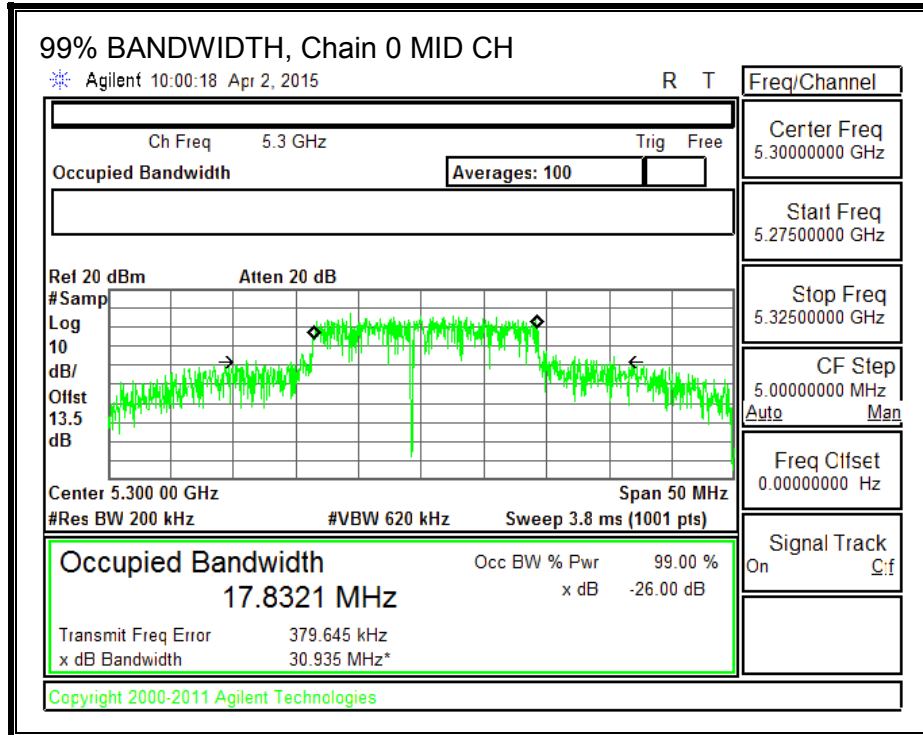 99% BANDWIDTH, Chain 0 MID CH
Agilent 10:00:18 Apr 2, 2015 R T
Freq/Channel
Ch Freq 5.3 GHz Trig Free
Occupied Bandwidth Averages: 100
Center Freq
5.30000000 GHz
Start Freq
5.27500000 GHz
Stop Freq
5.32500000 GHz
CF Step
5.00000000 MHz
Auto Man
Freq Offset
0.00000000 Hz
Signal Track
On Off
Ref 20 dBm Atten 20 dB
#Samp
Log
10
dB/
Offst
13.5
dB
Center 5.300 00 GHz Span 50 MHz
#Res BW 200 kHz #VBW 620 kHz Sweep 3.8 ms (1001 pts)
Occupied Bandwidth Occ BW % Pwr 99.00 %
17.8321 MHz x dB -26.00 dB
Transmit Freq Error 379.645 kHz
x dB Bandwidth 30.935 MHz*
Copyright 2000-2011 Agilent Technologies